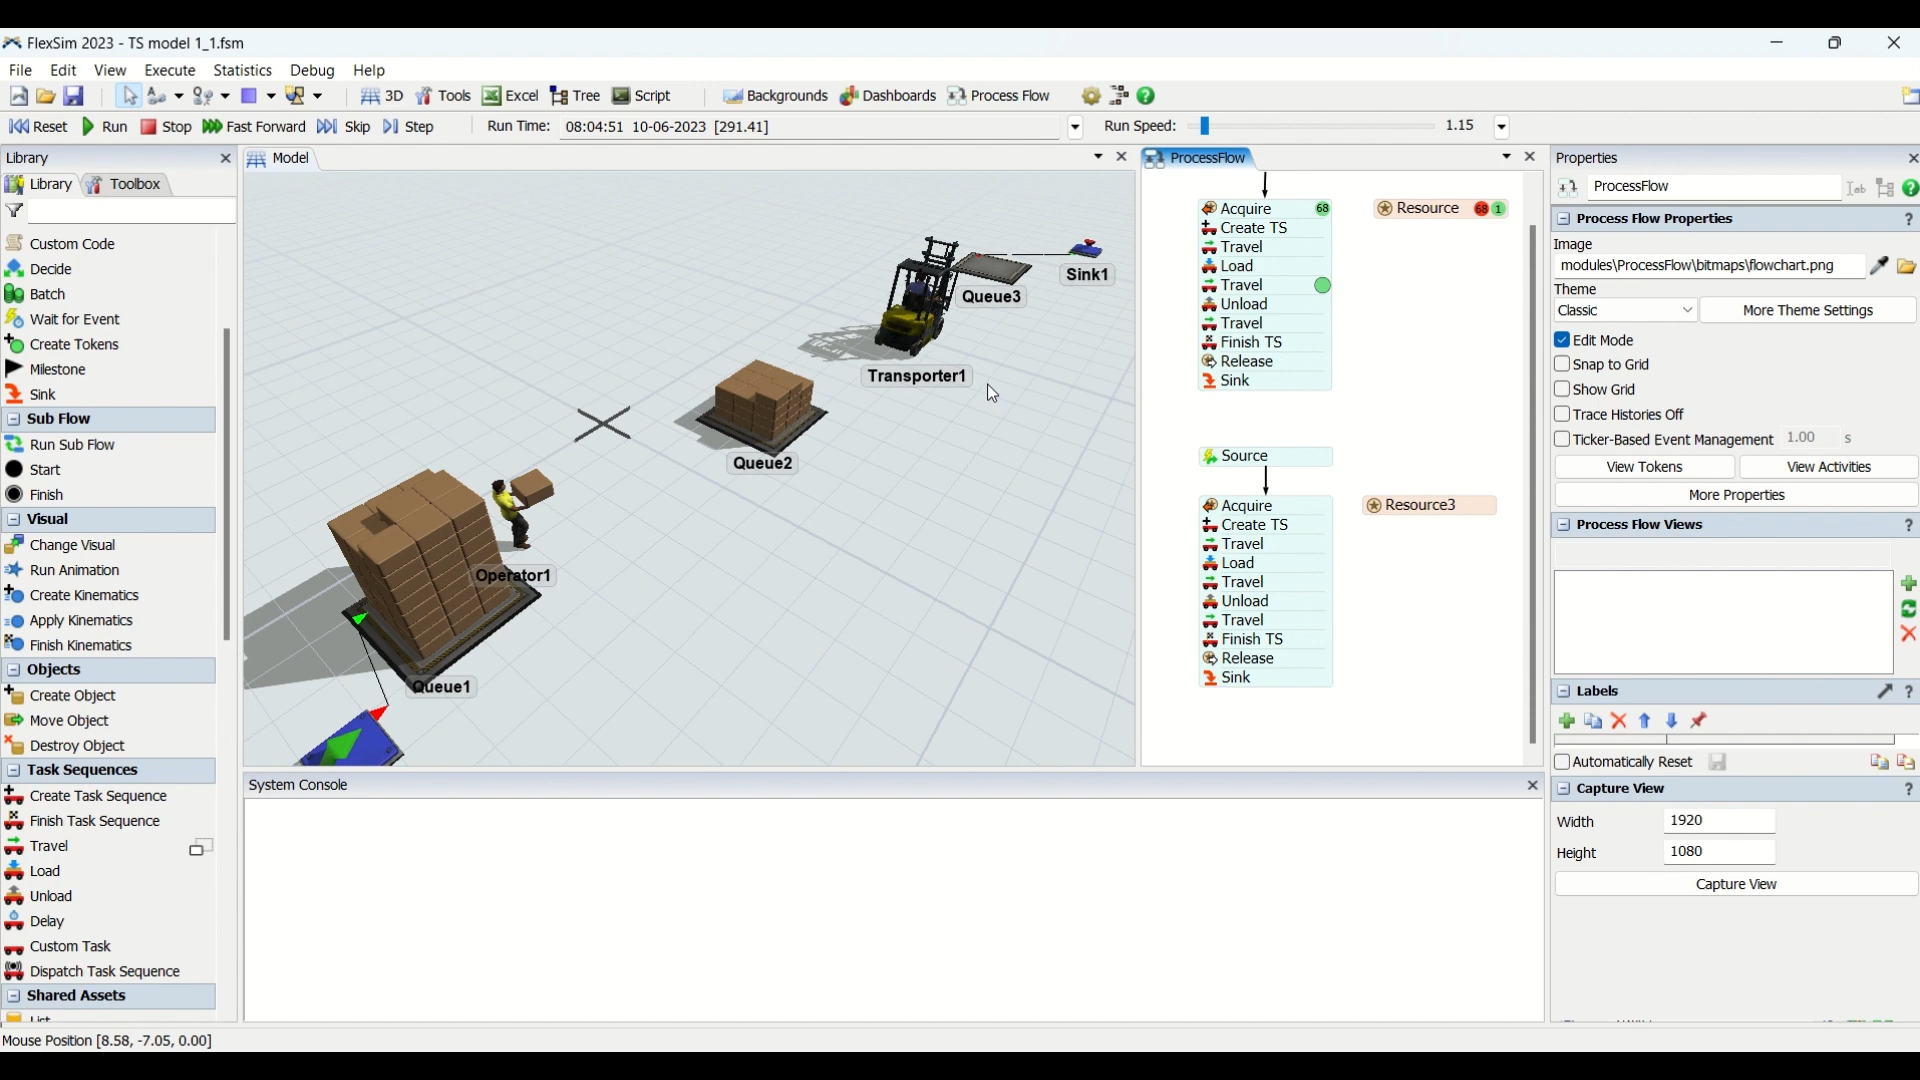 FlexSim 2023 - TS model 1_1.fsm
File Edit View Execute Statistics Debug Help
3D Tools Excel Tree Script Backgrounds Dashboards Process Flow
Reset Run Stop Fast Forward Skip Step Run Time: 08:04:51 10-06-2023 [291.41] Run Speed: 1.15
Library
Library Toolbox
Custom Code
Decide
Batch
Wait for Event
Create Tokens
Milestone
Sink
Sub Flow
Run Sub Flow
Start
Finish
Visual
Change Visual
Run Animation
Create Kinematics
Apply Kinematics
Finish Kinematics
Objects
Create Object
Move Object
Destroy Object
Task Sequences
Create Task Sequence
Finish Task Sequence
Travel
Load
Unload
Delay
Custom Task
Dispatch Task Sequence
Shared Assets
Model
Sink1
Queue3
Transporter1
Queue2
Operator1
Queue1
System Console
ProcessFlow
Acquire 68
Create TS
Travel
Load
Travel
Unload
Travel
Finish TS
Release
Sink
Resource 68 1
Source
Acquire
Create TS
Travel
Load
Travel
Unload
Travel
Finish TS
Release
Sink
Resource3
Properties
ProcessFlow
Process Flow Properties
Image
modules\ProcessFlow\bitmaps\flowchart.png
Theme
Classic More Theme Settings
Edit Mode
Snap to Grid
Show Grid
Trace Histories Off
Ticker-Based Event Management 1.00 s
View Tokens View Activities
More Properties
Process Flow Views
Labels
Automatically Reset
Capture View
Width 1920
Height 1080
Capture View
Mouse Position [8.58, -7.05, 0.00]